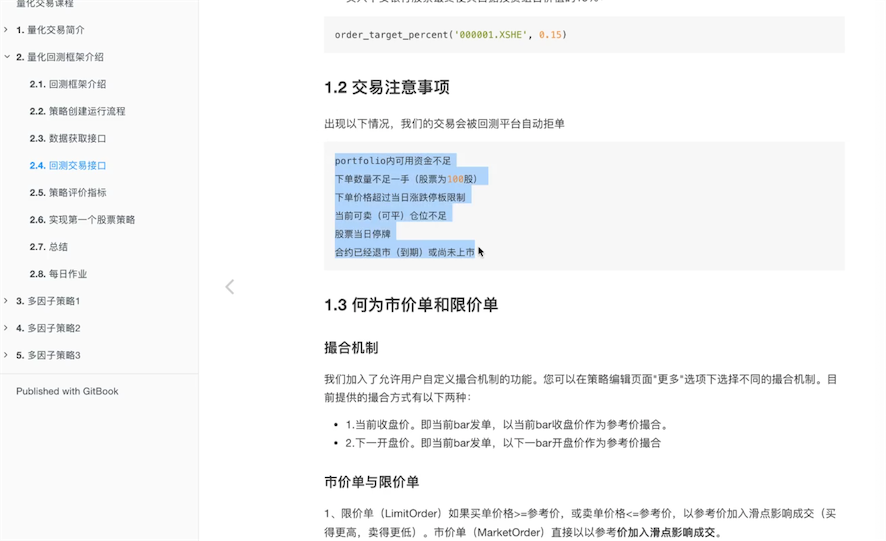 量化交易课程
1. 量化交易简介
2. 量化回测框架介绍
2.1. 回测框架介绍
2.2. 策略创建运行流程
2.3. 数据获取接口
2.4. 回测交易接口
2.5. 策略评价指标
2.6. 实现第一个股票策略
2.7. 总结
2.8. 每日作业
3. 多因子策略1
4. 多因子策略2
5. 多因子策略3
Published with GitBook
order_target_percent('000001.XSHE', 0.15)
1.2 交易注意事项
出现以下情况，我们的交易会被回测平台自动拒单
portfolio内可用资金不足
下单数量不足一手（股票为100股）
下单价格超过当日涨跌停板限制
当前可卖（可平）仓位不足
股票当日停牌
合约已经退市（到期）或尚未上市
1.3 何为市价单和限价单
撮合机制
我们加入了允许用户自定义撮合机制的功能。您可以在策略编辑页面"更多"选项下选择不同的撮合机制。目
前提供的撮合方式有以下两种：
• 1.当前收盘价。即当前bar发单，以当前bar收盘价作为参考价撮合。
• 2.下一开盘价。即当前bar发单，以下一bar开盘价作为参考价撮合
市价单与限价单
1、限价单（LimitOrder）如果买单价格>=参考价，或卖单价格<=参考价，以参考价加入滑点影响成交（买
得更高，卖得更低）。市价单（MarketOrder）直接以以参考价加入滑点影响成交。